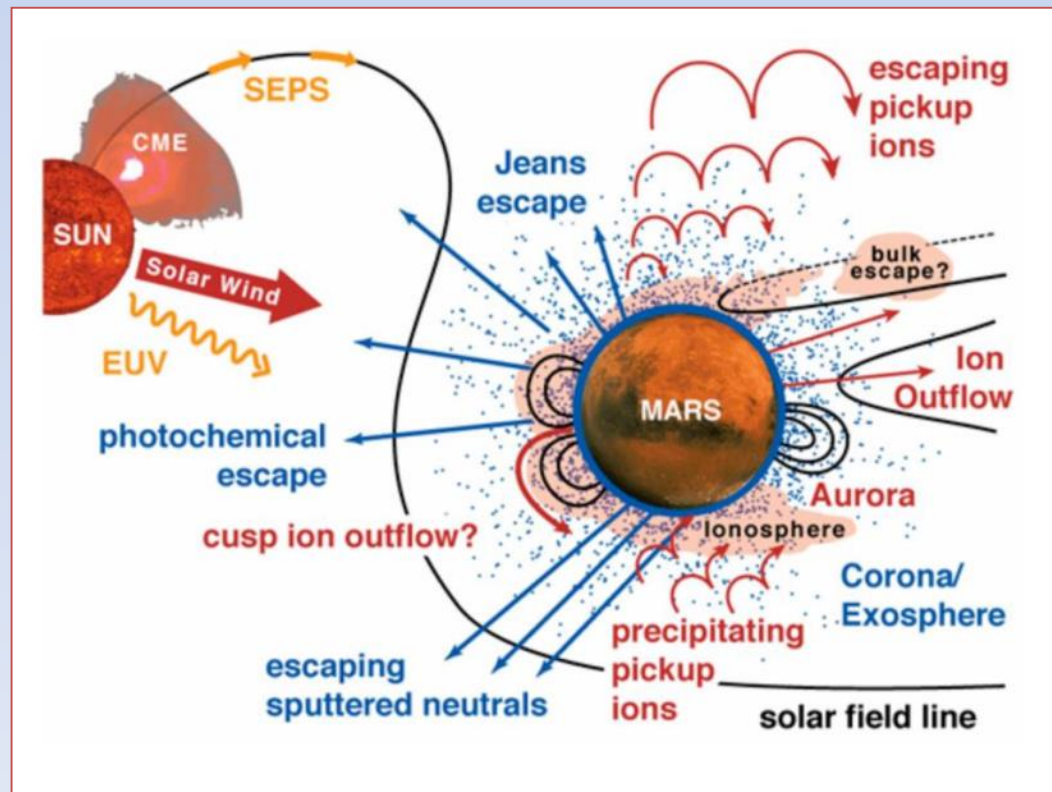 SEPS
CME
SUN
Solar Wind
EUV
Jeans
escape
escaping
pickup
ions
bulk
escape?
Ion
Outflow
MARS
photochemical
escape
cusp ion outflow?
Aurora
Ionosphere
Corona/
Exosphere
precipitating
pickup
ions
escaping
sputtered neutrals
solar field line